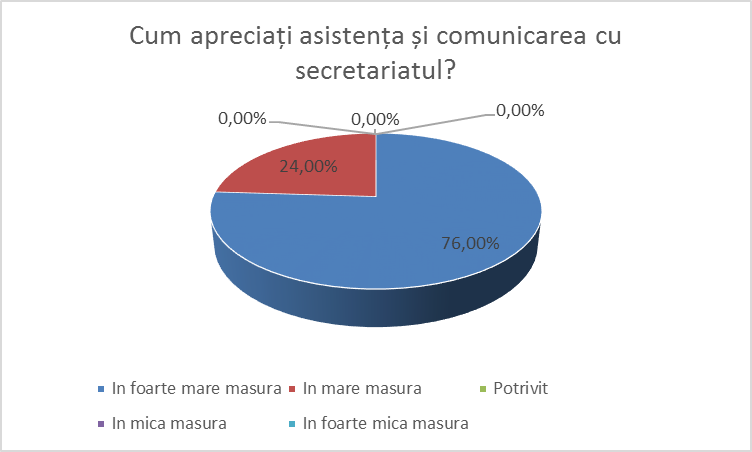 Cum apreciați asistența și comunicarea cu
secretariatul?
0,00%
0,00%
0,00%
24,00%
76,00%
In foarte mare masura
In mare masura
Potrivit
In mica masura
In foarte mica masura